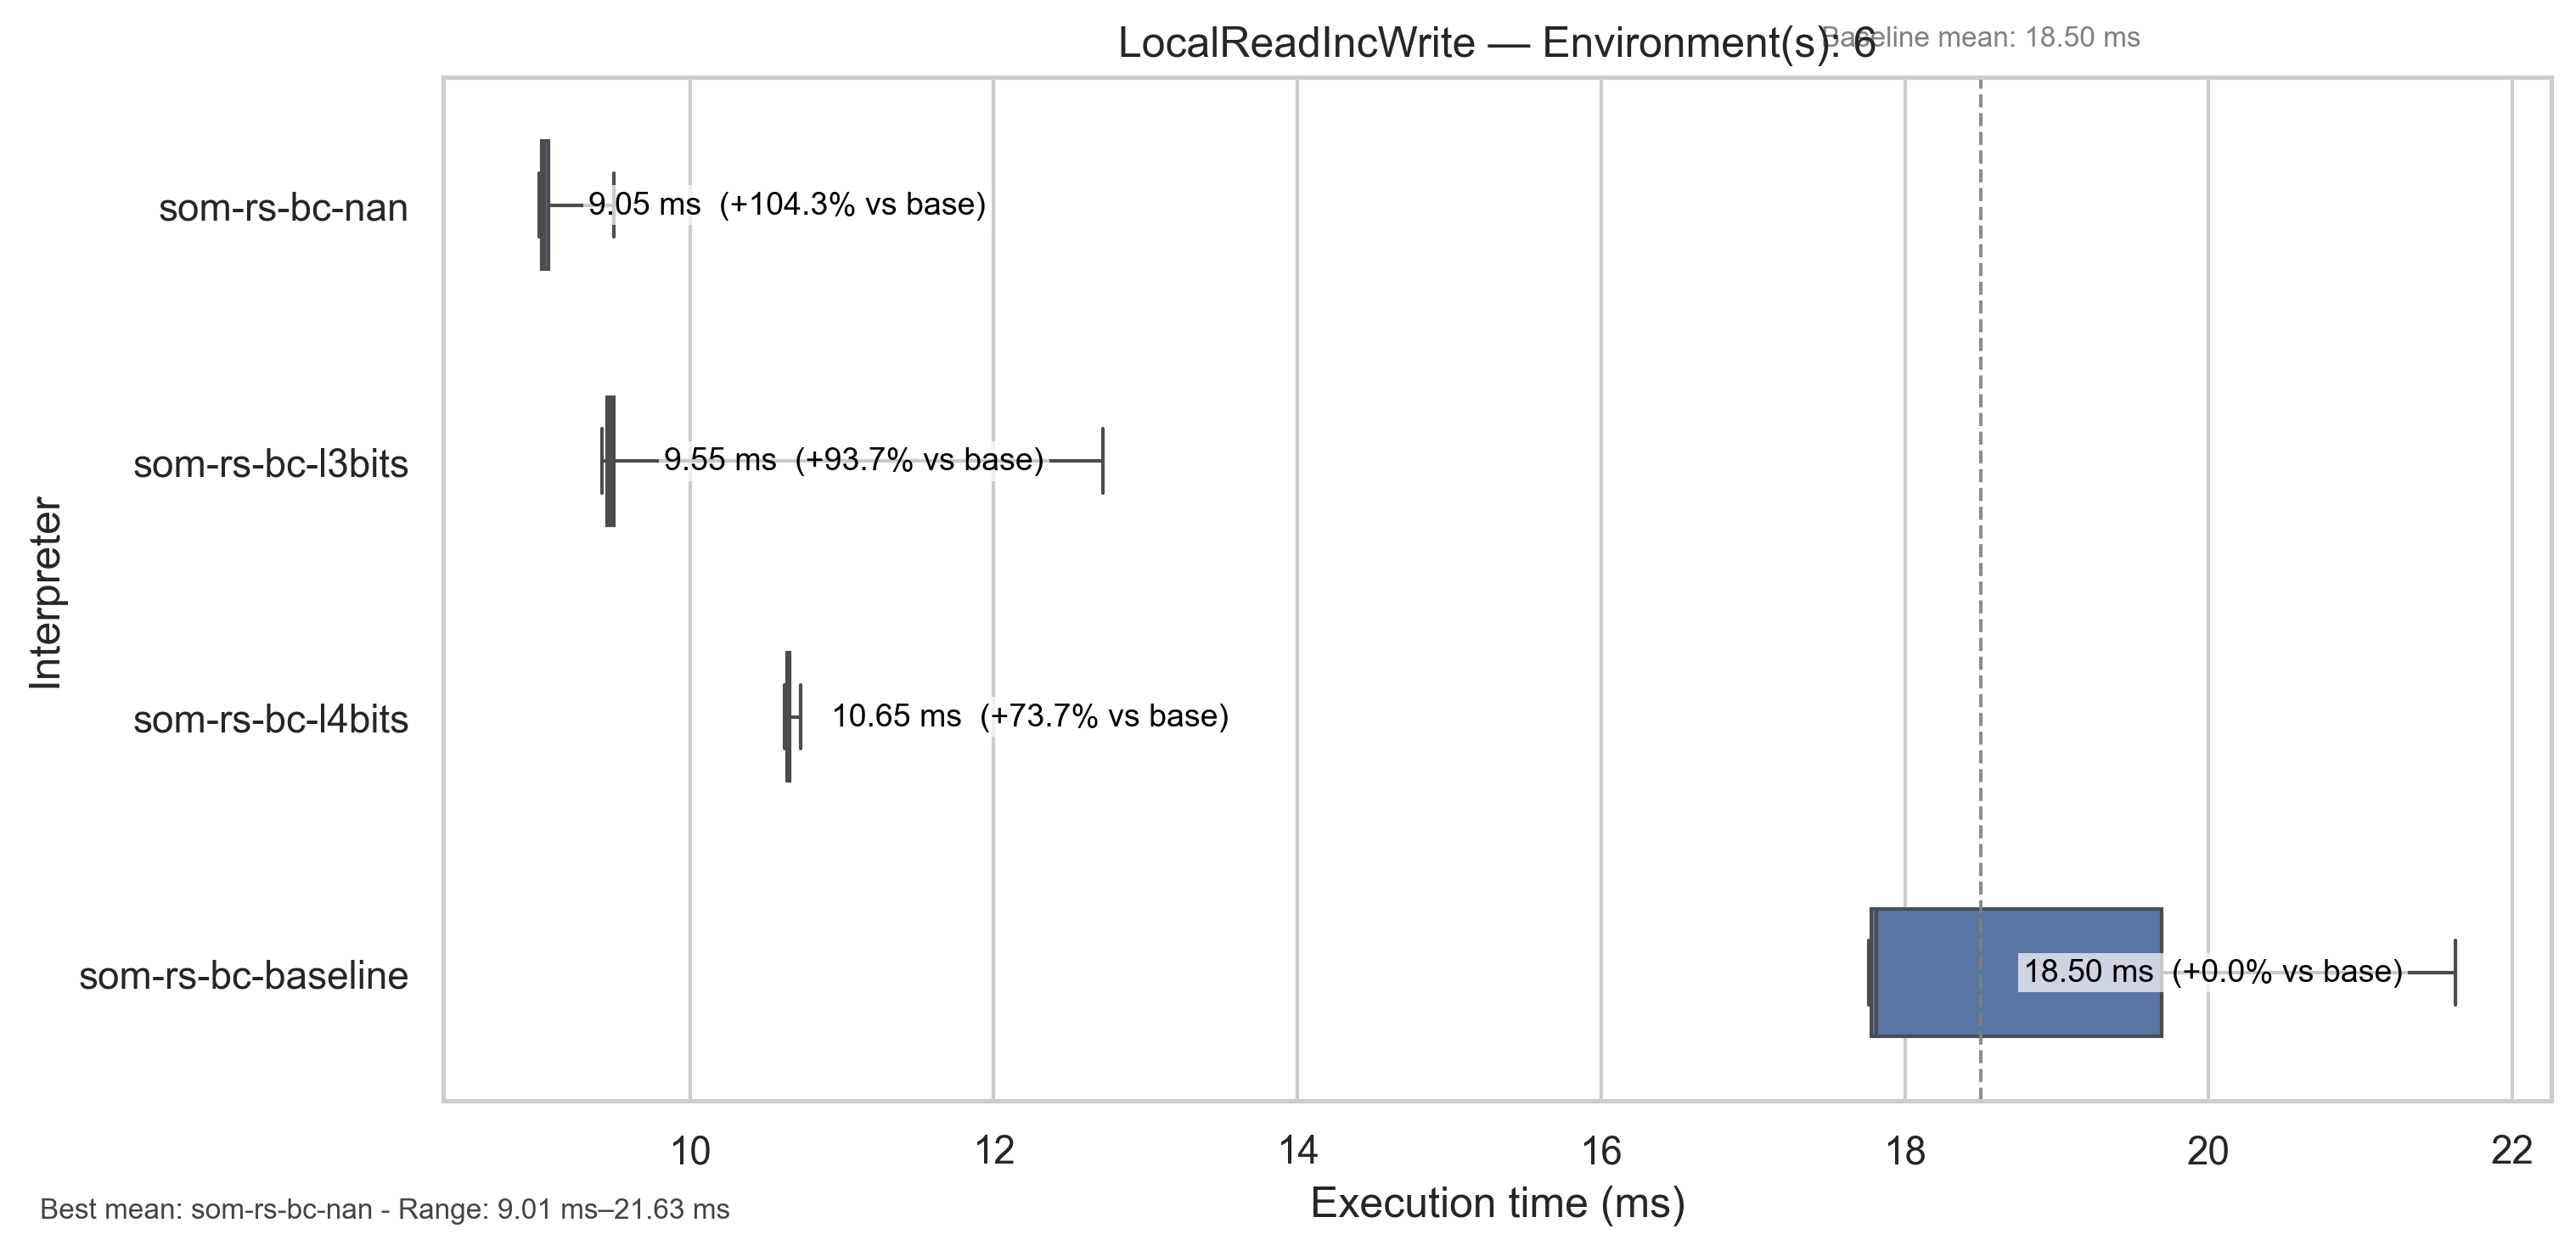 LocalReadIncWrite — Environment(s): 6
Baseline mean: 18.50 ms
Interpreter
som-rs-bc-nan
9.05 ms (+104.3% vs base)
som-rs-bc-l3bits
9.55 ms (+93.7% vs base)
som-rs-bc-l4bits
10.65 ms (+73.7% vs base)
som-rs-bc-baseline
18.50 ms (+0.0% vs base)
10 12 14 16 18 20 22
Execution time (ms)
Best mean: som-rs-bc-nan - Range: 9.01 ms–21.63 ms